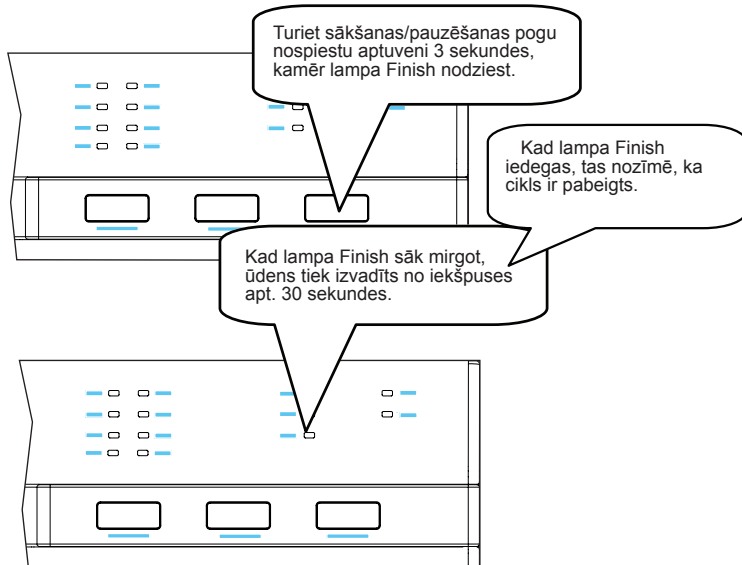 Turiet sākšanas/pauzēšanas pogu
nospiestu aptuveni 3 sekundes,
kamēr lampa Finish nodziest.
Kad lampa Finish
iedegas, tas nozīmē, ka
cikls ir pabeigts.
Kad lampa Finish sāk mirgot,
ūdens tiek izvadīts no iekšpuses
apt. 30 sekundes.